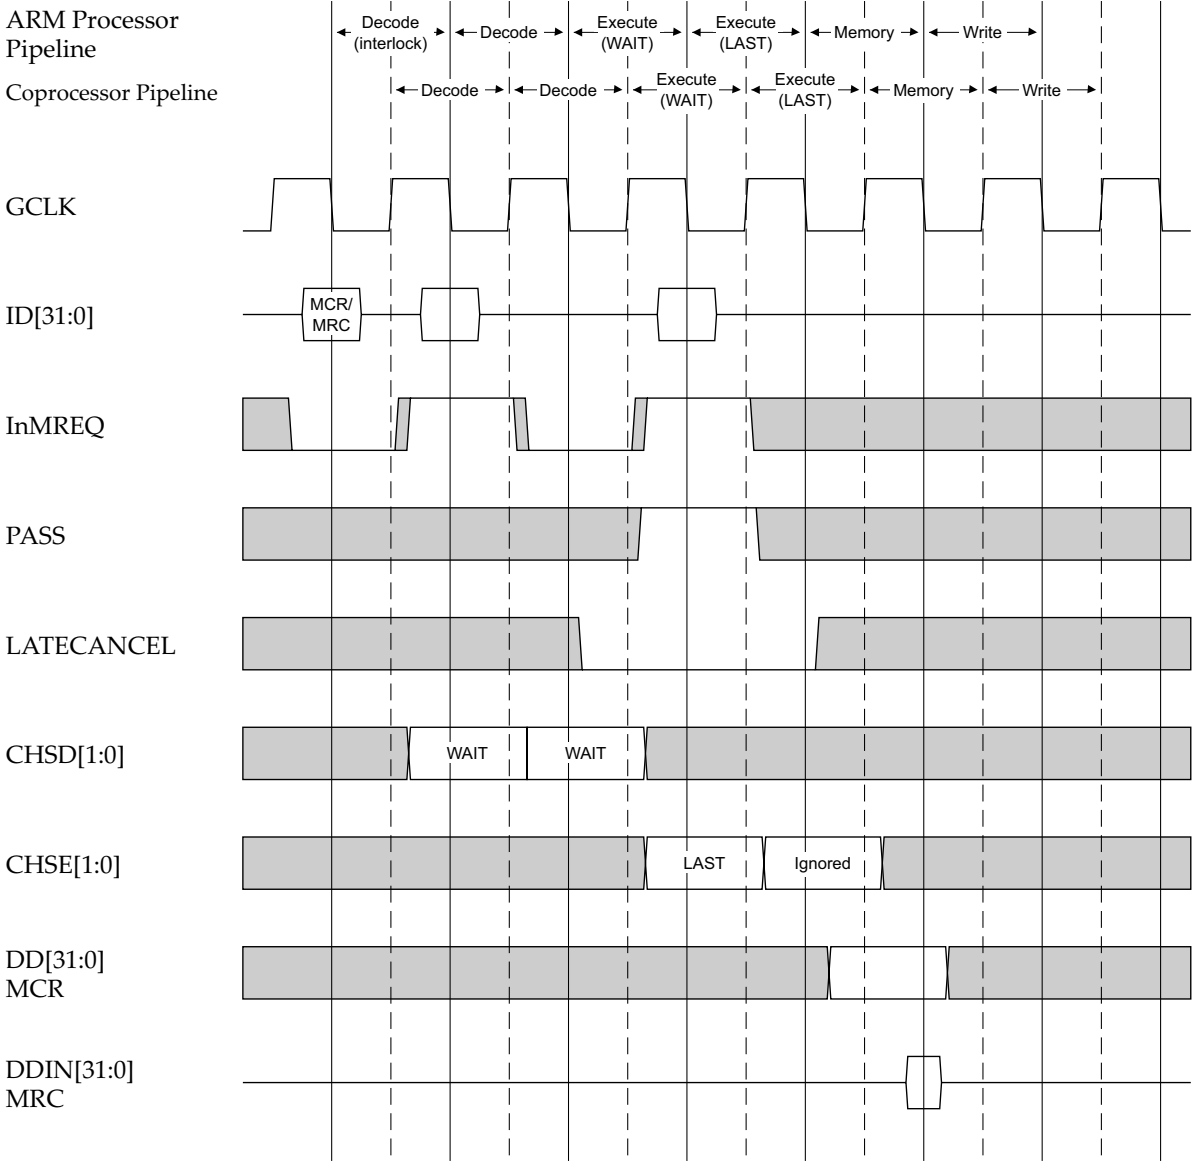 ARM Processor
Pipeline
Decode
(interlock)
Decode
Execute
(WAIT)
Execute
(LAST)
Memory
Write
Coprocessor Pipeline
Decode
Decode
Execute
(WAIT)
Execute
(LAST)
Memory
Write
GCLK
ID[31:0]
MCR/
MRC
InMREQ
PASS
LATECANCEL
CHSD[1:0]
WAIT
WAIT
CHSE[1:0]
LAST
Ignored
DD[31:0]
MCR
DDIN[31:0]
MRC